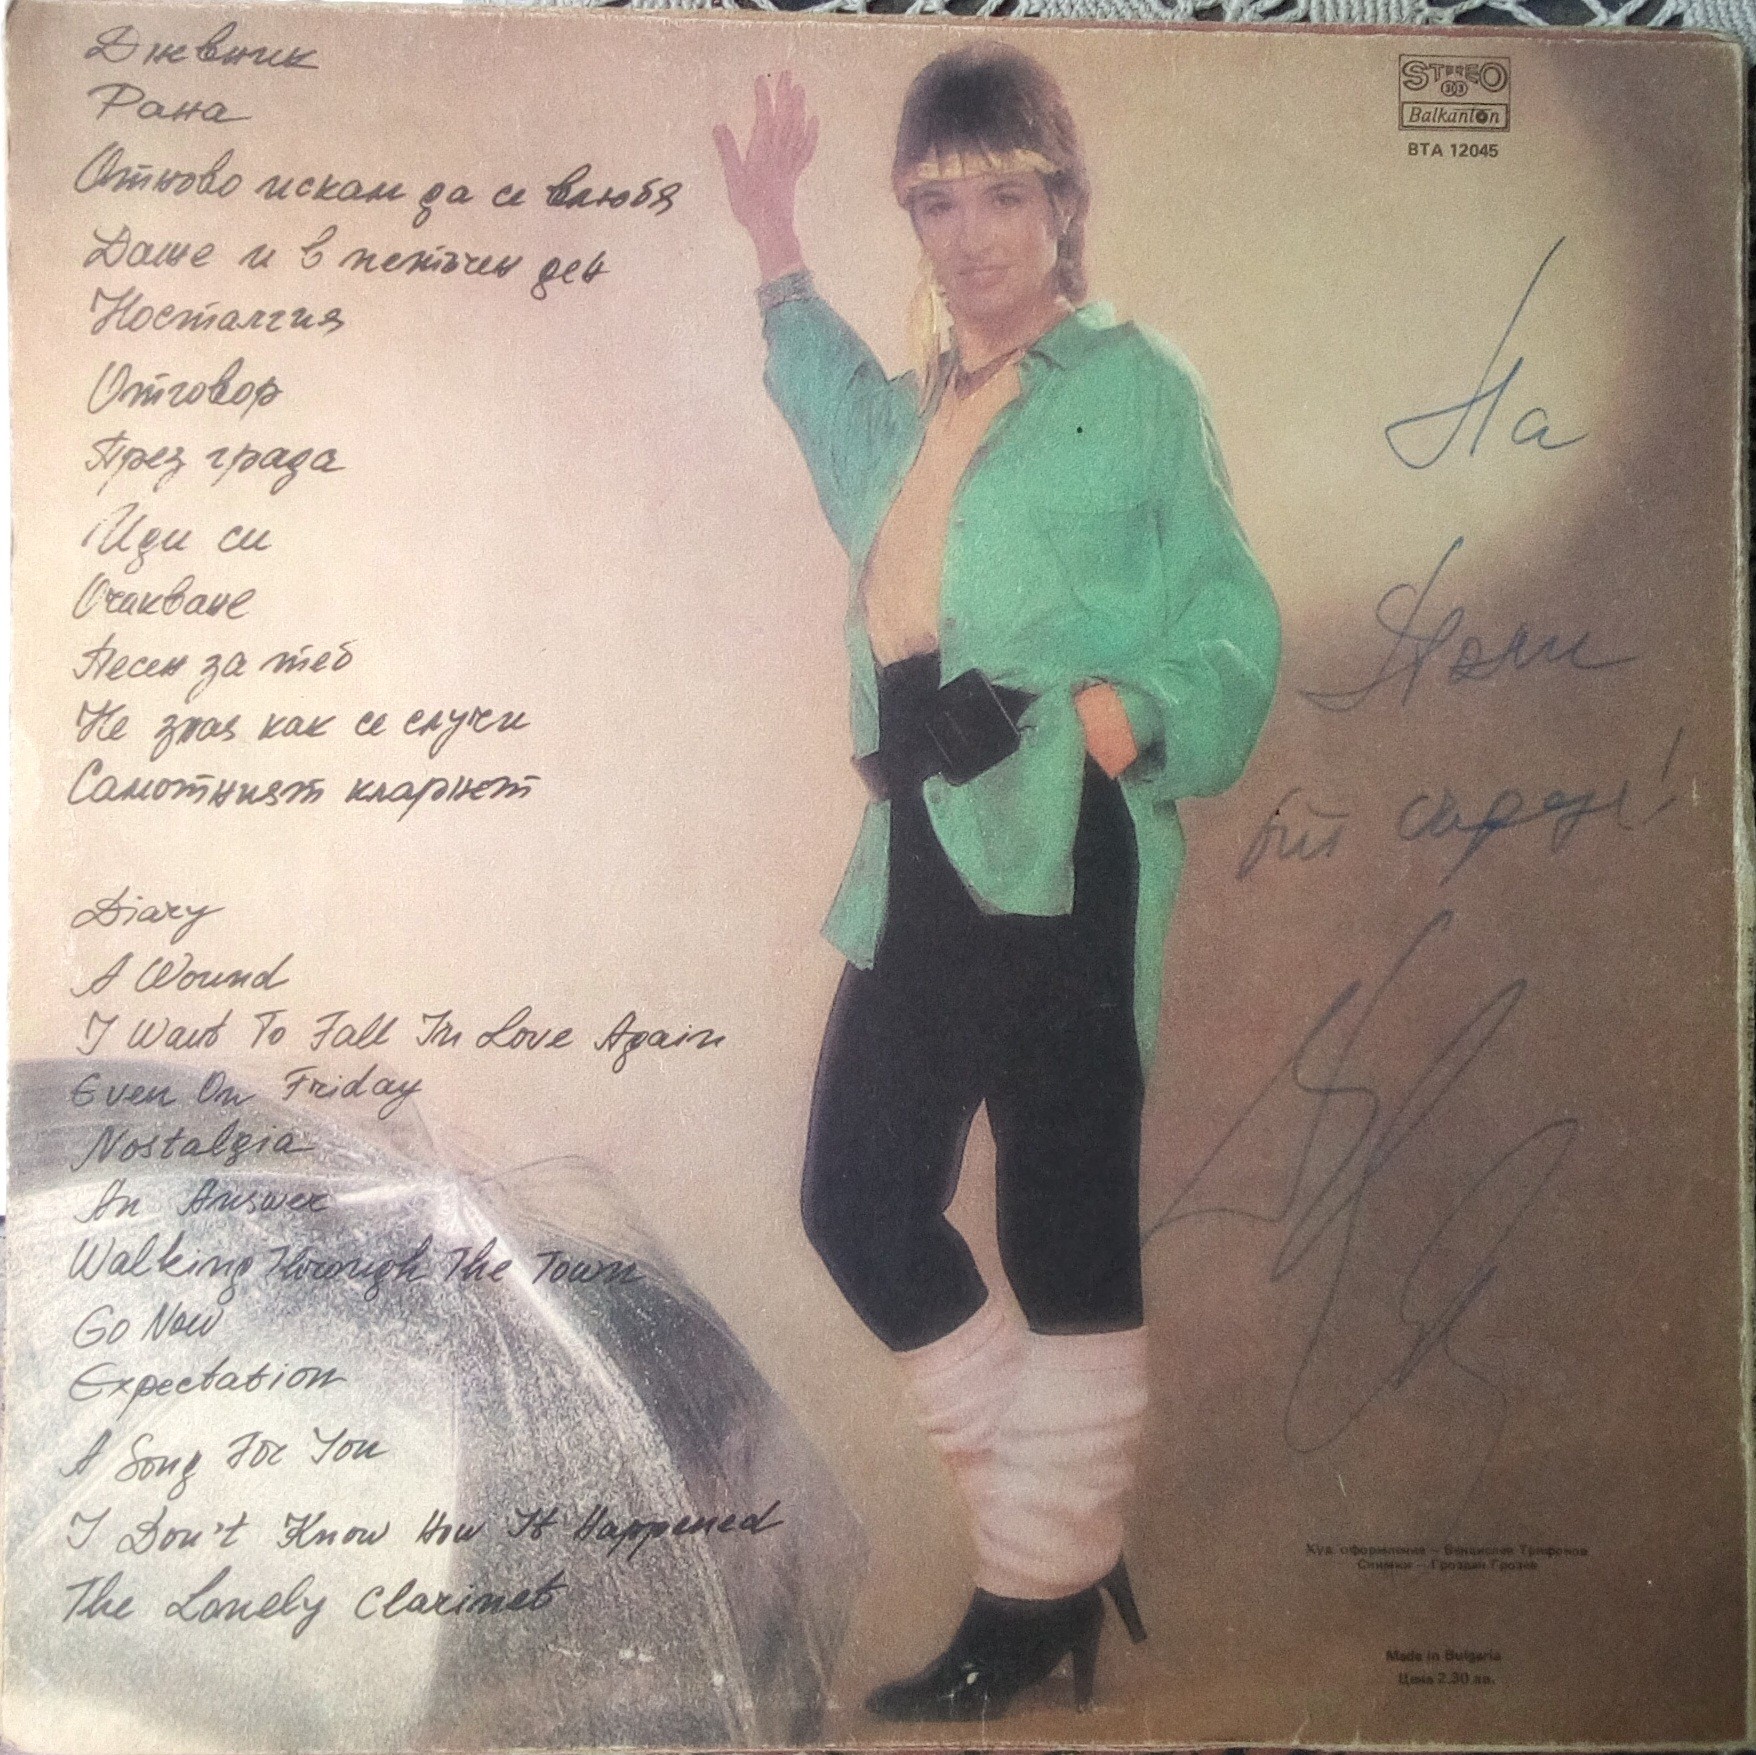 Дневник
Рана
Отново искам да се влюбя
Даже и в петъчен ден
Носталгия
Отговор
През града
Иди си
Очакване
Песен за теб
Не зная как се случи
Самотният кларнет
Diary
A Wound
I Want To Fall In Love Again
Even On Friday
Nostalgia
An Answer
Walking Through The Town
Go Now
Expectation
A Song For You
I Don't Know How It Happened
The Lonely Clarinet
STEREO
33
Balkanton
ВТА 12045
На
от сърце!
Худ. оформление – Венцислав Трифонов
Снимки – Гроздан Грозев
Made in Bulgaria
Цена 2.30 лв.